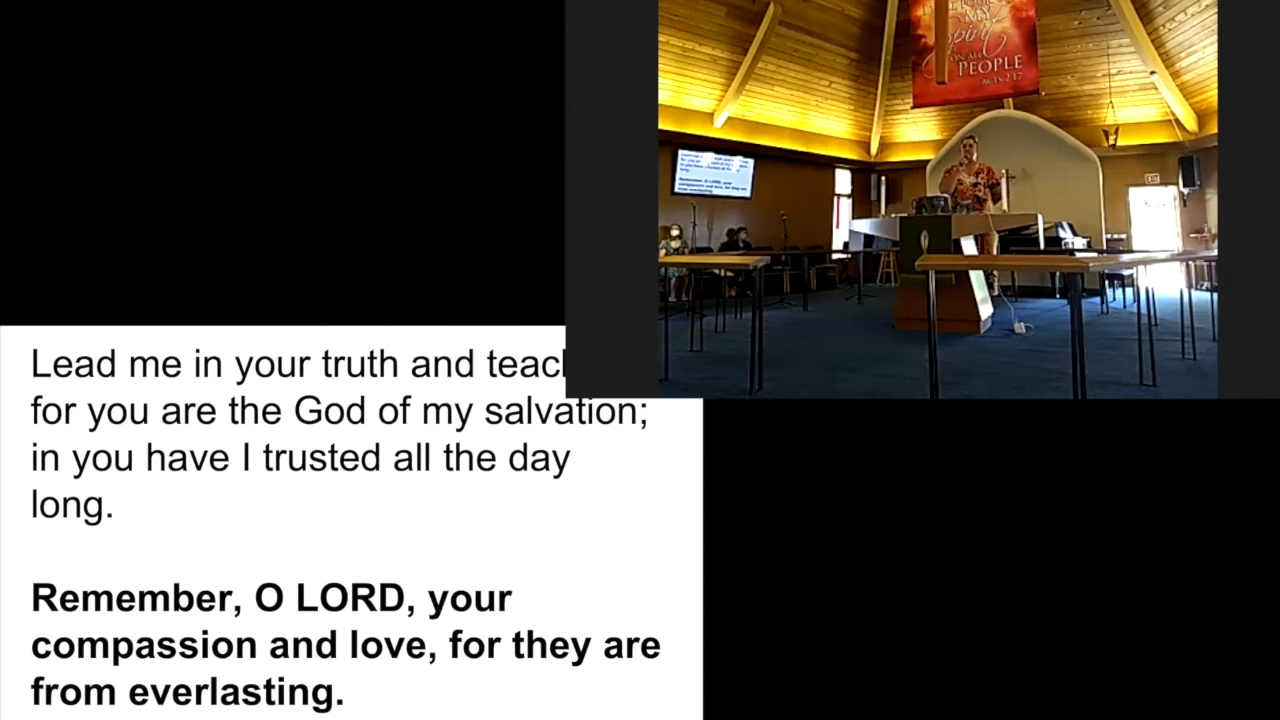 MY
Spirit
ON ALL
PEOPLE
ACTS 2:17
Lead me in your truth and teach
for you are the God of my salvation;
in you have I trusted all the day
long.
Remember, O LORD, your
compassion and love, for they are
from everlasting.